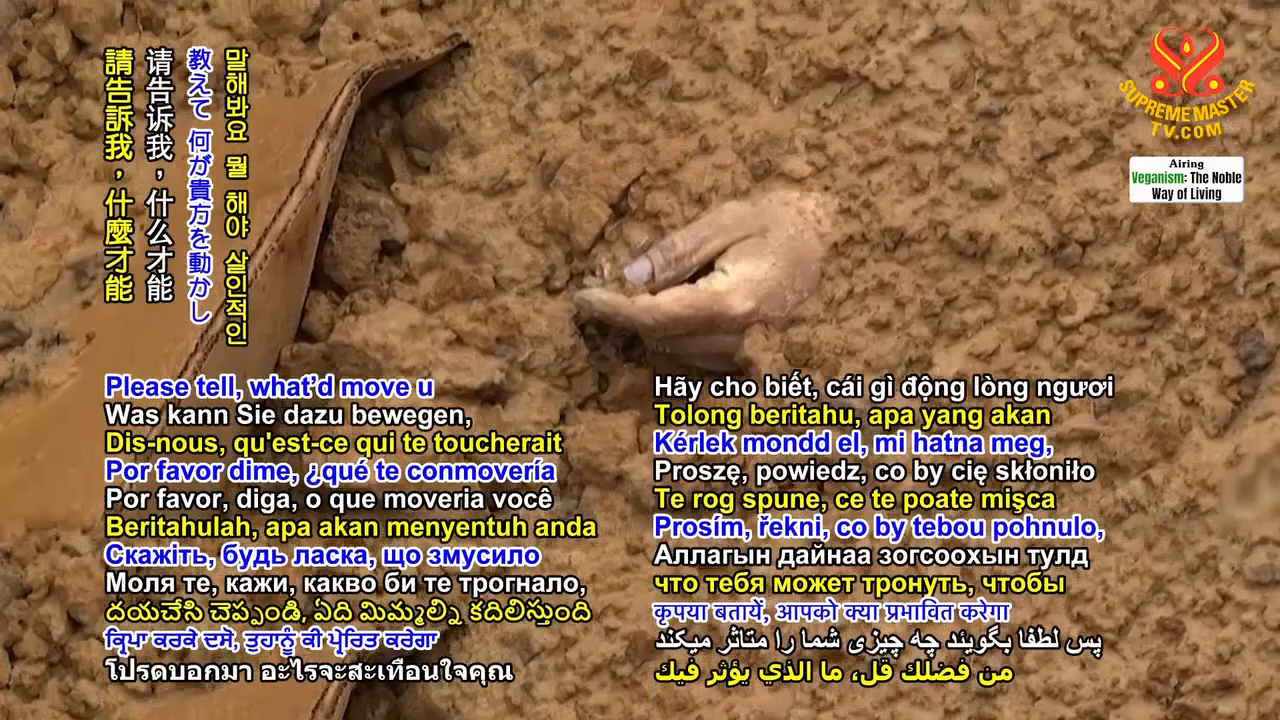 請告訴我，什麼才能
请告诉我，什么才能
教えて 何が貴方を動かし
말해봐요 뭘 해야 살인적인
SUPREME MASTER
TV.COM
Airing
Veganism: The Noble
Way of Living
Please tell, what’d move u
Was kann Sie dazu bewegen,
Dis-nous, qu'est-ce qui te toucherait
Por favor dime, ¿qué te conmovería
Por favor, diga, o que moveria você
Beritahulah, apa akan menyentuh anda
Скажіть, будь ласка, що змусило
Моля те, кажи, какво би те трогнало,
దయచేసి చెప్పండి, ఏది మిమ్మల్ని కదిలిస్తుంది
ਕ੍ਰਿਪਾ ਕਰਕੇ ਦਸੋ, ਤੁਹਾਨੂੰ ਕੀ ਪ੍ਰੇਰਿਤ ਕਰੇਗਾ
โปรดบอกมา อะไรจะสะเทือนใจคุณ
Hãy cho biết, cái gì động lòng ngươi
Tolong beritahu, apa yang akan
Kérlek mondd el, mi hatna meg,
Proszę, powiedz, co by cię skłoniło
Te rog spune, ce te poate mişca
Prosím, řekni, co by tebou pohnulo,
Аллагын дайнаа зогсоохын тулд
что тебя может тронуть, чтобы
कृपया बतायें, आपको क्या प्रभावित करेगा
پس لطفا بگویئد چه چیزی شما را متاثر میکند
من فضلك قل، ما الذي يؤثر فيك